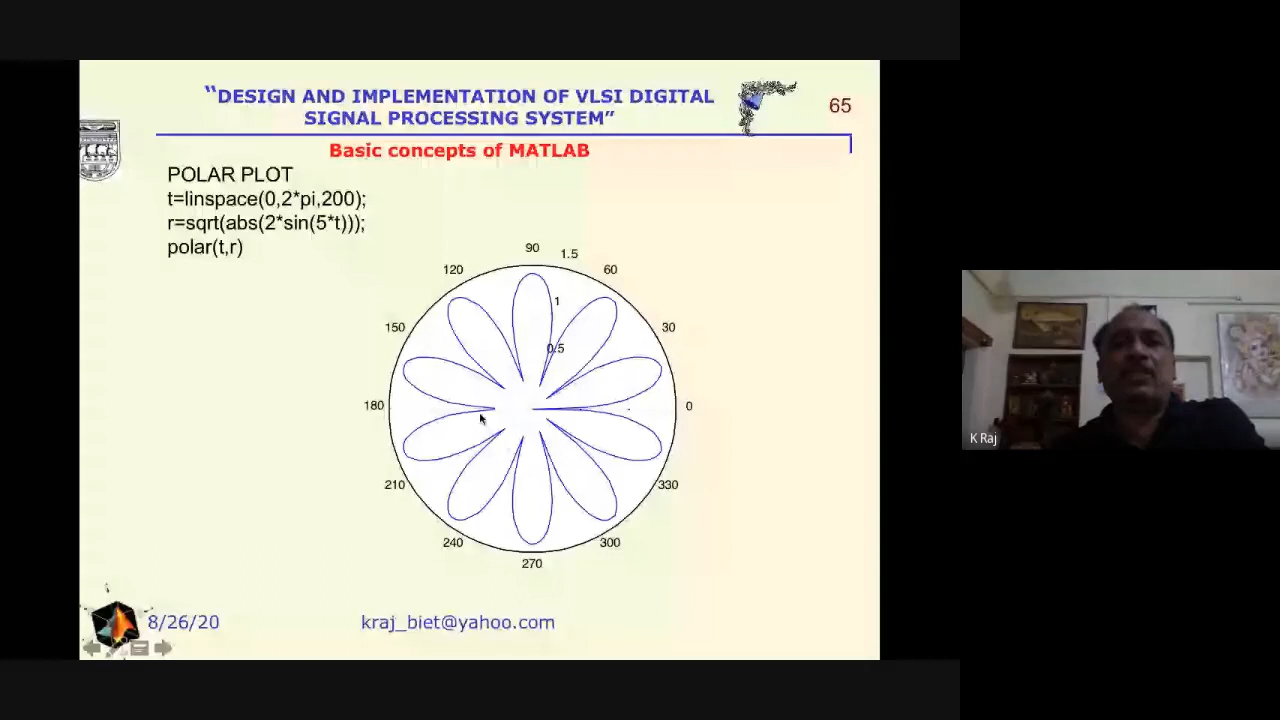 “DESIGN AND IMPLEMENTATION OF VLSI DIGITAL
SIGNAL PROCESSING SYSTEM”
65
Basic concepts of MATLAB
POLAR PLOT
t=linspace(0,2*pi,200);
r=sqrt(abs(2*sin(5*t)));
polar(t,r)
90
1.5
120
60
1
150
30
0.5
180
0
210
330
240
300
270
K Raj
8/26/20
kraj_biet@yahoo.com